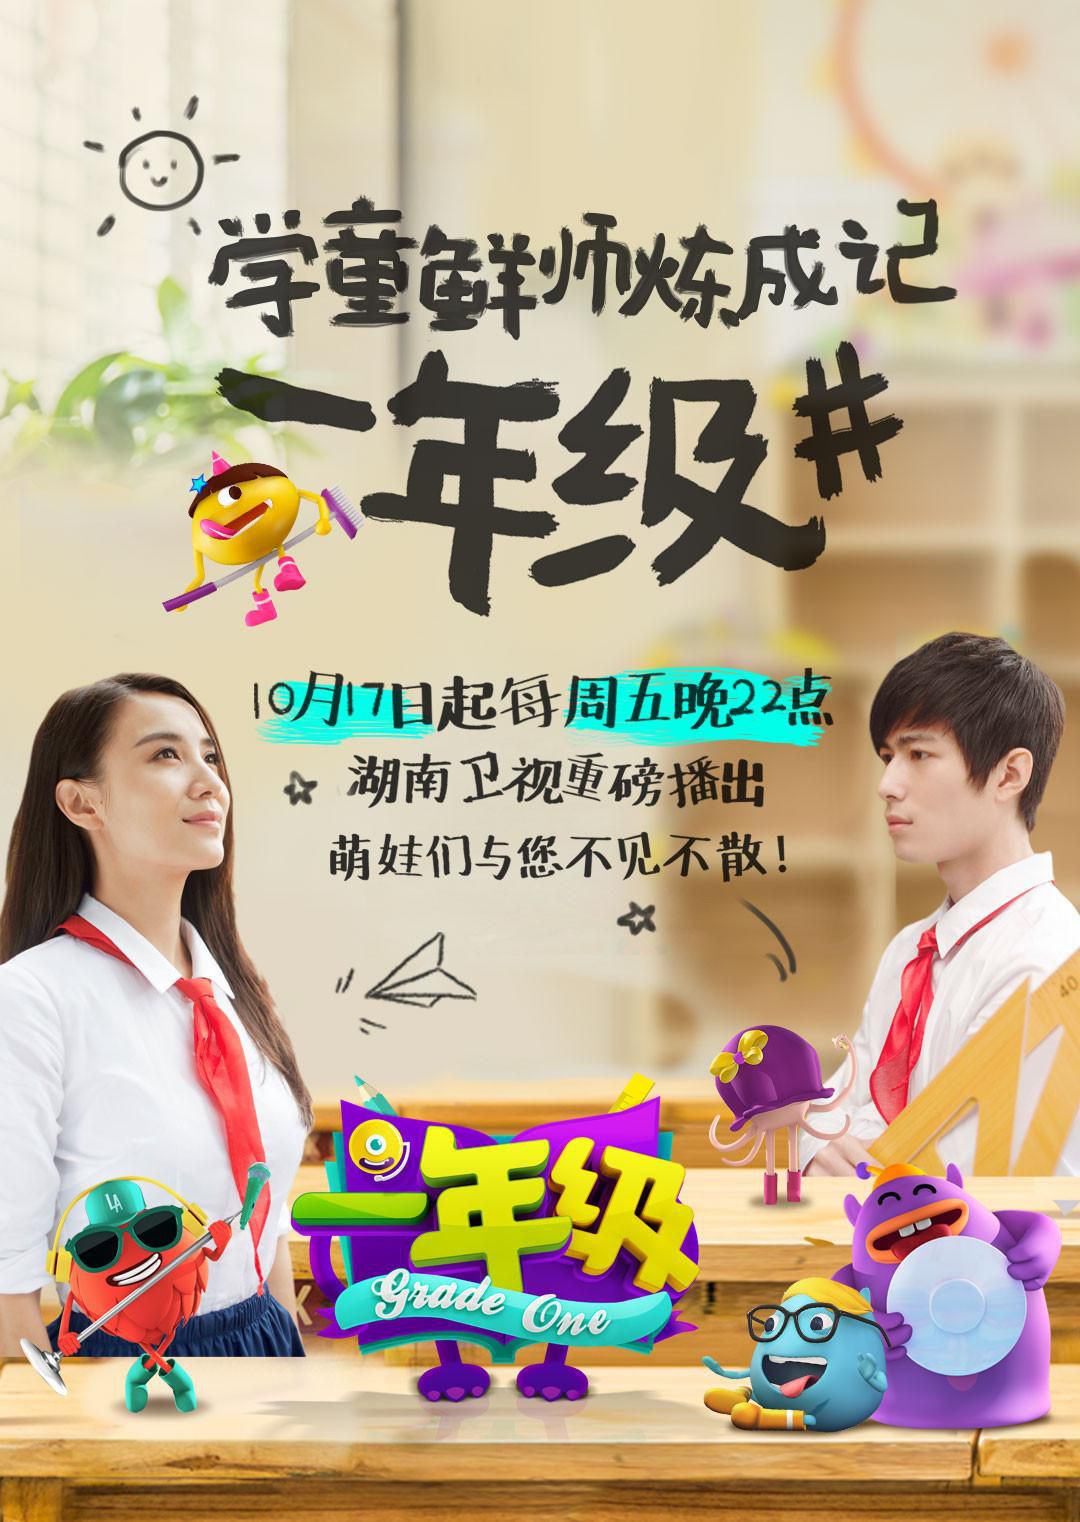 学童鲜师炼成记
一年级#
10月17日起每周五晚22点
湖南卫视重磅播出
萌娃们与您不见不散！
一年级
Grade One
LA
40
K